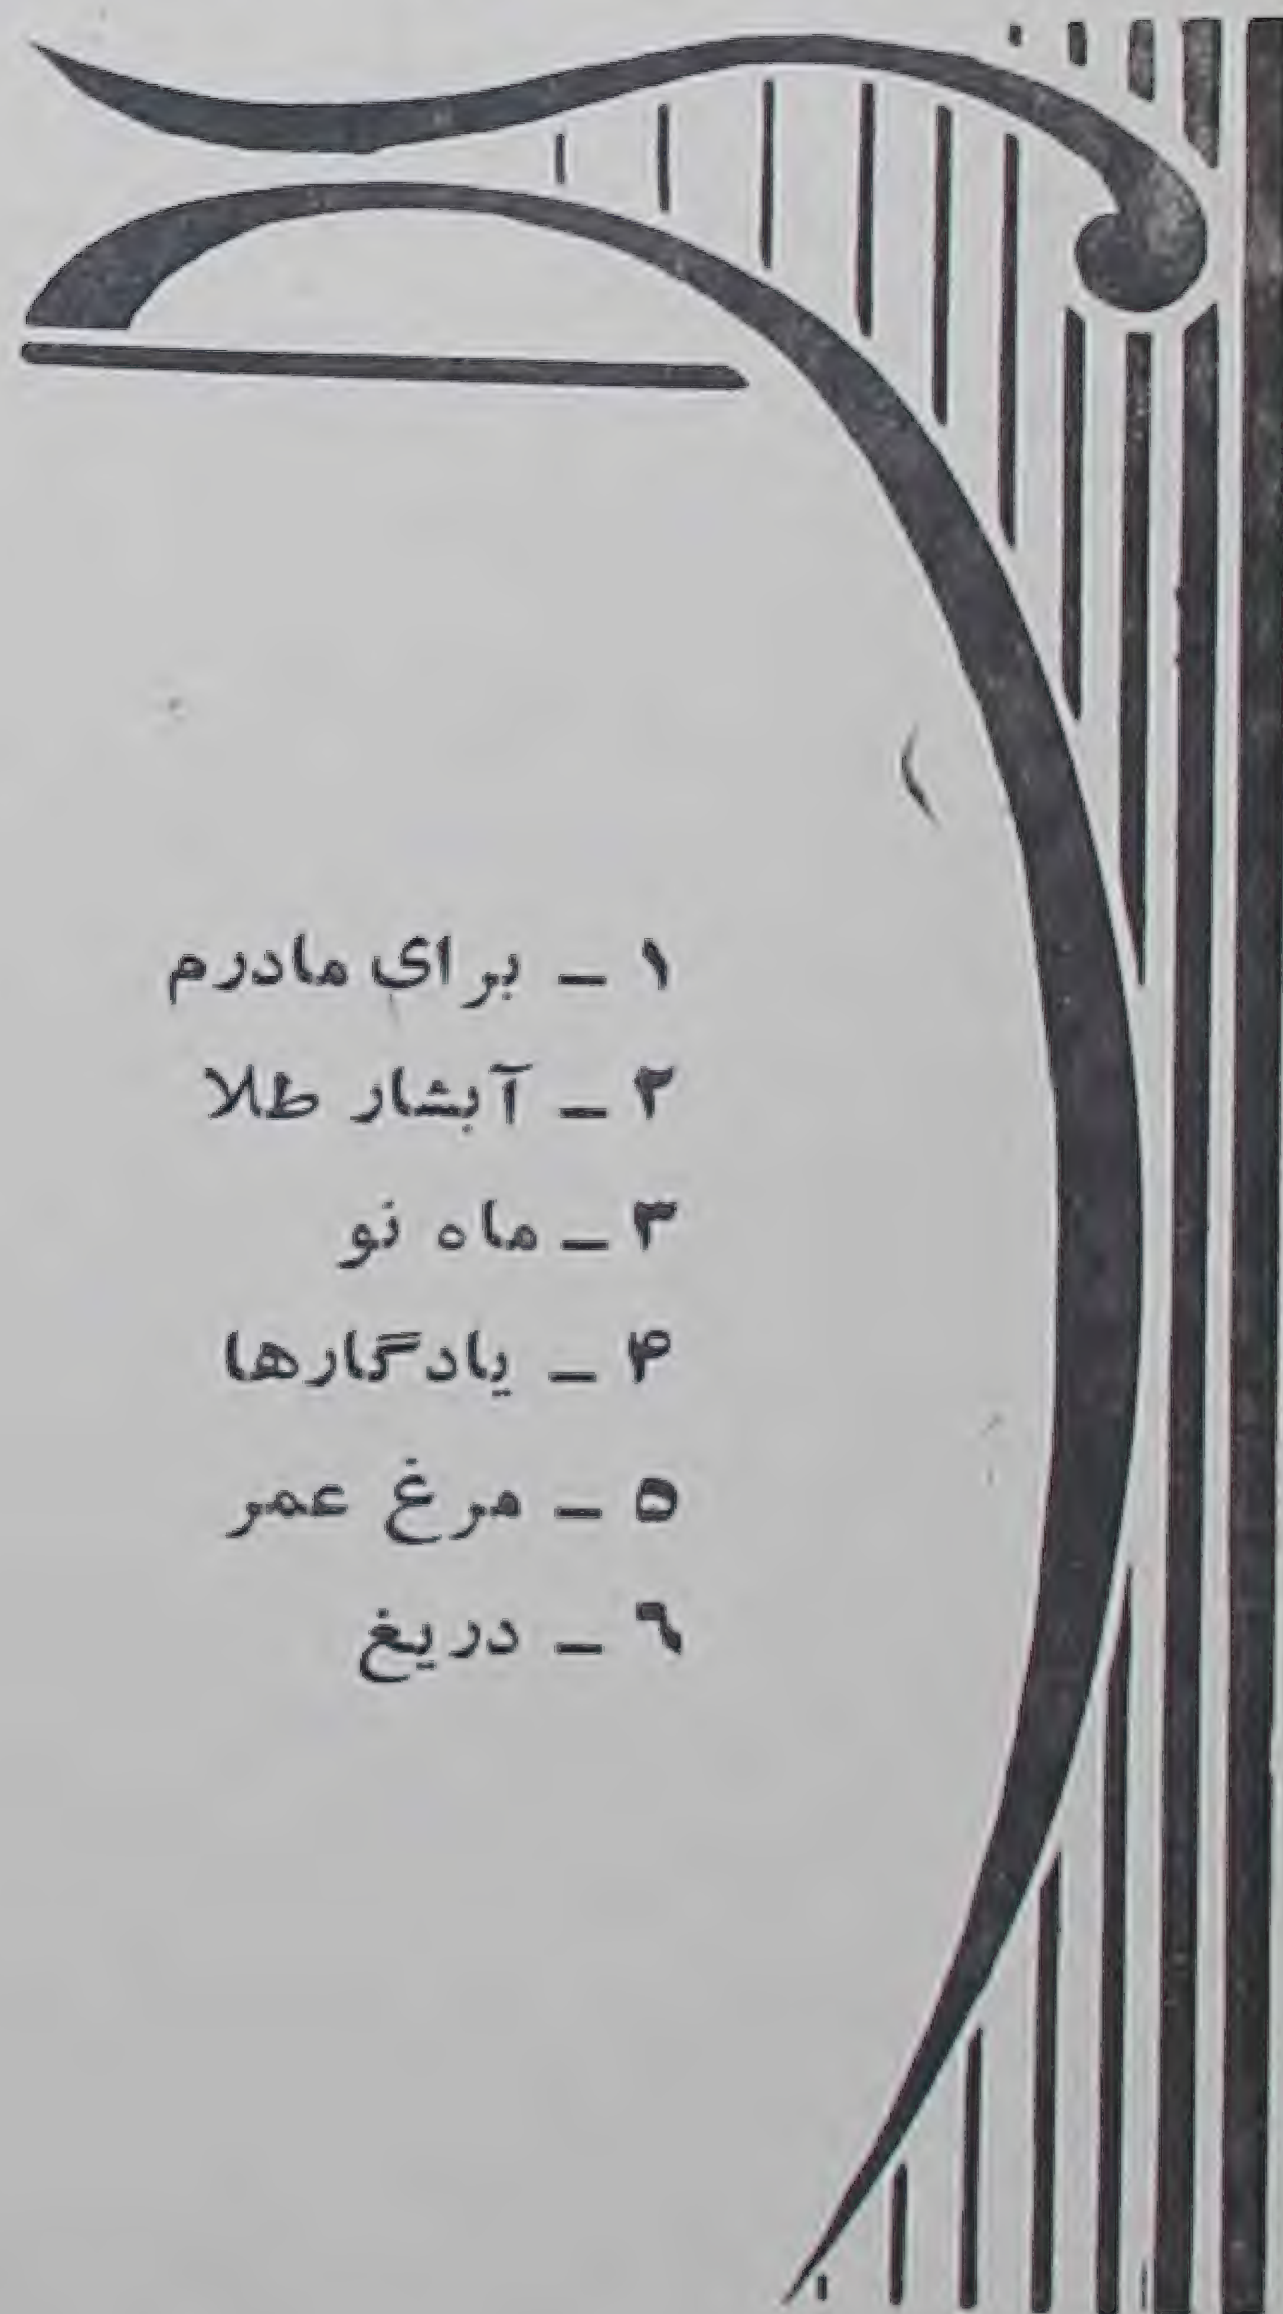 ۱ - برای مادرم
۲ - آبشار طلا
۳ - ماه نو
۴ - یادگارها
۵ - مرغ عمر
۶ - دریغ